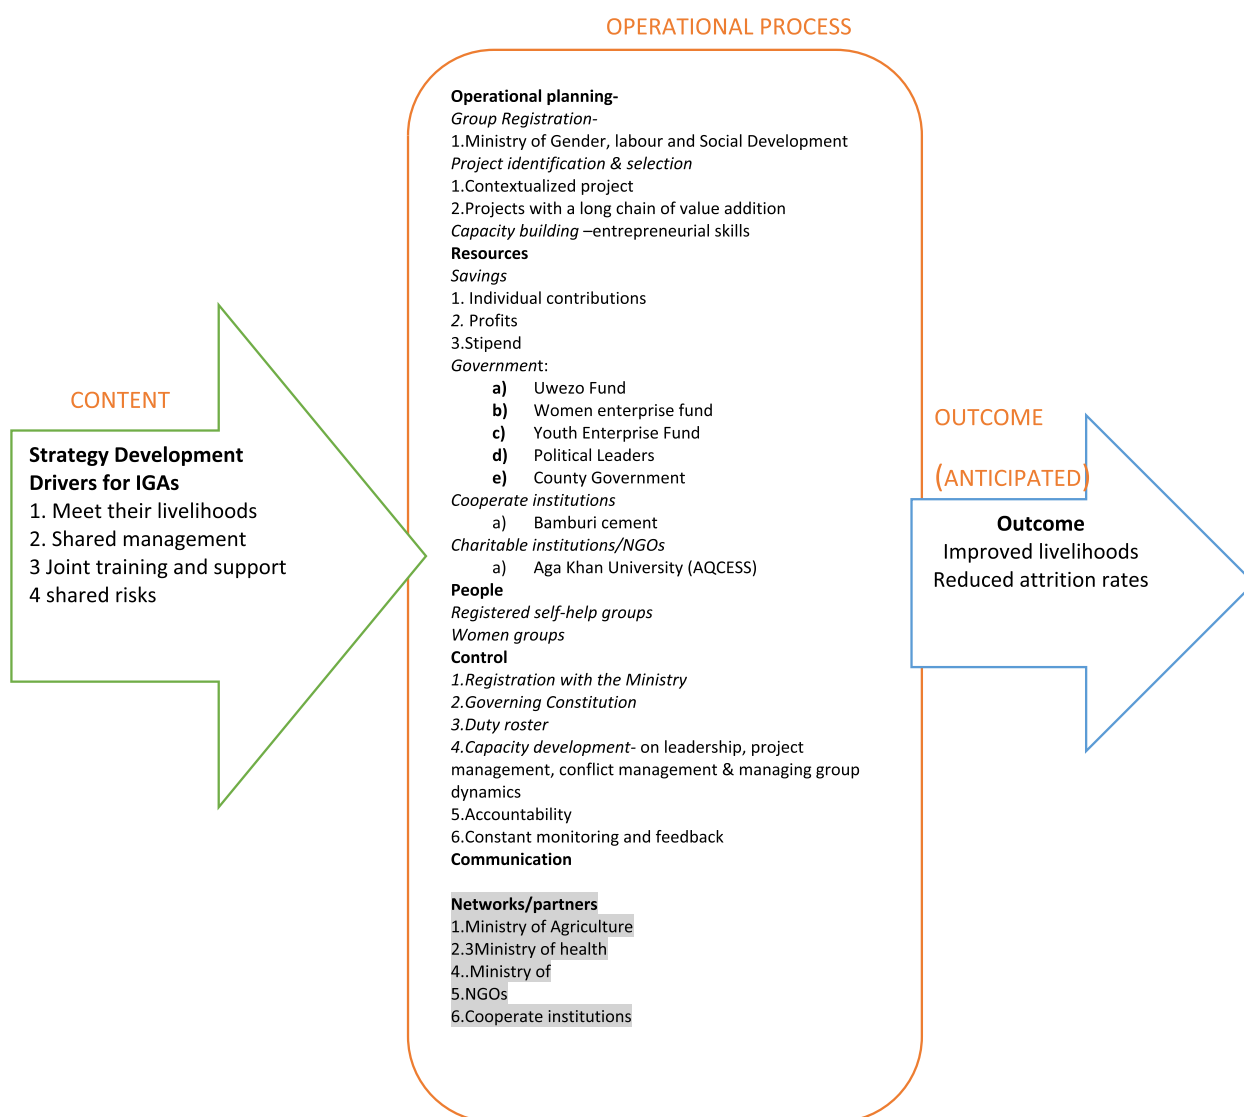 OPERATIONAL PROCESS
Operational planning-
Group Registration-
1.Ministry of Gender, labour and Social Development
Project identification & selection
1.Contextualized project
2.Projects with a long chain of value addition
Capacity building –entrepreneurial skills
Resources
Savings
1. Individual contributions
2. Profits
3.Stipend
Government:
a) Uwezo Fund
b) Women enterprise fund
c) Youth Enterprise Fund
d) Political Leaders
e) County Government
Cooperate institutions
a) Bamburi cement
Charitable institutions/NGOs
a) Aga Khan University (AQCESS)
People
Registered self-help groups
Women groups
Control
1.Registration with the Ministry
2.Governing Constitution
3.Duty roster
4.Capacity development- on leadership, project
management, conflict management & managing group
dynamics
5.Accountability
6.Constant monitoring and feedback
Communication
Networks/partners
1.Ministry of Agriculture
2.3Ministry of health
4..Ministry of
5.NGOs
6.Cooperate institutions
CONTENT
Strategy Development
Drivers for IGAs
1. Meet their livelihoods
2. Shared management
3 Joint training and support
4 shared risks
OUTCOME
(ANTICIPATED)
Outcome
Improved livelihoods
Reduced attrition rates